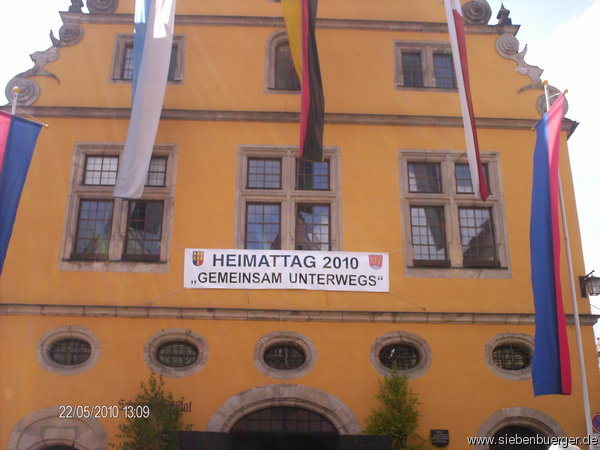 HEIMATTAG 2010
„GEMEINSAM UNTERWEGS“
22/05/2010 13:09
www.siebenbuerger.de